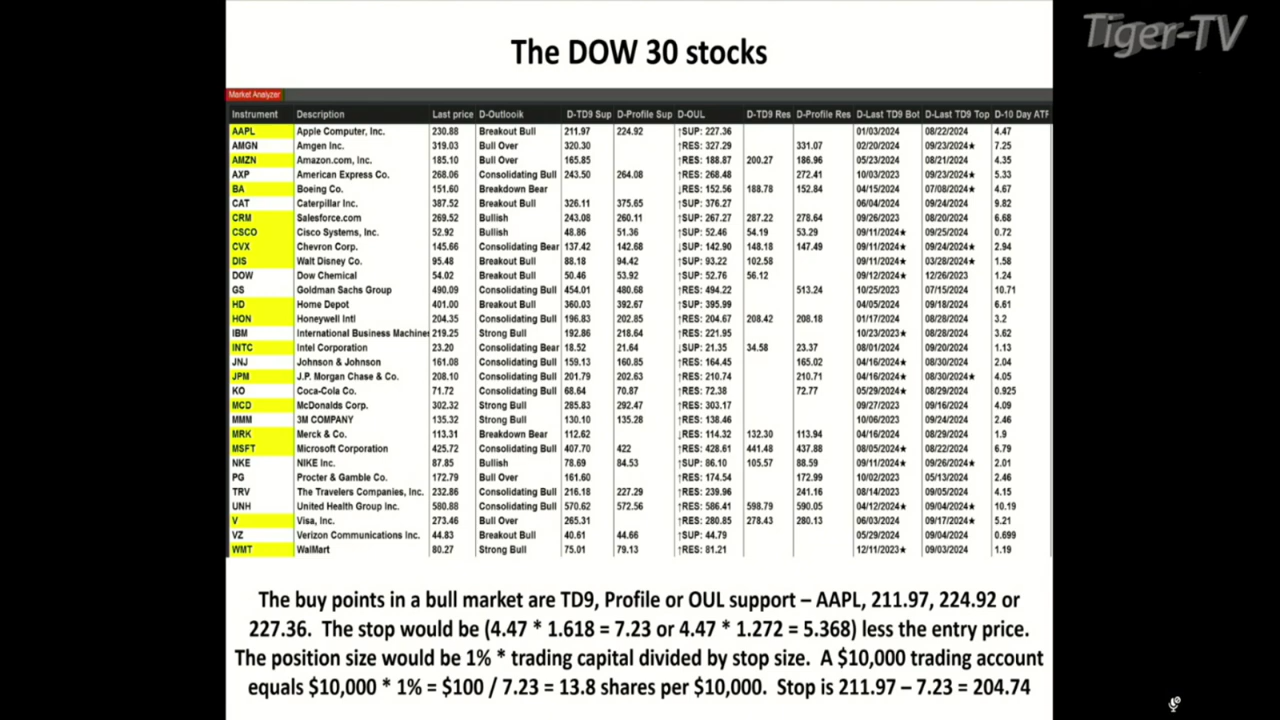 Tiger-TV
The DOW 30 stocks
Market Analyzer
Instrument Description Last price D-Outlooik D-TD9 Sup D-Profile Sup D-OUL D-TD9 Res D-Profile Res D-Last TD9 Bot D-Last TD9 Top D-10 Day ATR
AAPL Apple Computer, Inc. 230.88 Breakout Bull 211.97 224.92 ↑SUP: 227.36 01/03/2024 08/22/2024 4.47
AMGN Amgen Inc. 319.03 Bull Over 320.30 ↑RES: 327.29 331.07 02/20/2024 09/23/2024★ 7.25
AMZN Amazon.com, Inc. 185.10 Bull Over 165.85 ↑RES: 188.87 200.27 186.96 05/23/2024 08/21/2024 4.35
AXP American Express Co. 268.06 Consolidating Bull 243.50 264.08 ↑RES: 268.48 272.41 10/03/2023 09/23/2024★ 5.33
BA Boeing Co. 151.60 Breakdown Bear ↓RES: 152.56 188.78 152.84 04/15/2024 07/08/2024★ 4.67
CAT Caterpillar Inc. 387.52 Breakout Bull 326.11 375.65 ↑SUP: 376.27 06/04/2024 09/24/2024 9.82
CRM Salesforce.com 269.52 Bullish 243.08 260.11 ↑SUP: 267.27 287.22 278.64 09/26/2023 08/20/2024 6.68
CSCO Cisco Systems, Inc. 52.92 Bullish 48.86 51.36 ↑SUP: 52.46 54.19 53.29 09/11/2024★ 09/25/2024 0.72
CVX Chevron Corp. 145.66 Consolidating Bear 137.42 142.68 ↓SUP: 142.90 148.18 147.49 09/11/2024★ 09/24/2024★ 2.94
DIS Walt Disney Co. 95.48 Breakout Bull 88.18 94.42 ↑SUP: 93.22 102.58 09/11/2024★ 03/28/2024★ 1.58
DOW Dow Chemical 54.02 Breakout Bull 50.46 53.92 ↑SUP: 52.76 56.12 09/12/2024★ 12/26/2023 1.24
GS Goldman Sachs Group 490.09 Consolidating Bull 454.01 480.68 ↑RES: 494.22 513.24 10/25/2023 07/15/2024 10.71
HD Home Depot 401.00 Breakout Bull 360.03 392.67 ↑SUP: 395.99 04/05/2024 09/18/2024 6.61
HON Honeywell Intl 204.35 Consolidating Bull 196.83 202.85 ↑RES: 204.67 208.42 208.18 01/17/2024 08/28/2024 3.2
IBM International Business Machines 219.25 Strong Bull 192.86 218.64 ↑RES: 221.95 10/23/2023★ 08/28/2024 3.62
INTC Intel Corporation 23.20 Consolidating Bear 18.52 21.64 ↓SUP: 21.35 34.58 23.37 08/01/2024 09/20/2024 1.13
JNJ Johnson & Johnson 161.08 Consolidating Bull 159.13 160.85 ↑RES: 164.45 165.02 04/16/2024★ 08/30/2024 2.04
JPM J.P. Morgan Chase & Co. 208.10 Consolidating Bull 201.79 202.63 ↑RES: 210.74 210.71 04/16/2024★ 08/30/2024★ 4.05
KO Coca-Cola Co. 71.72 Consolidating Bull 68.64 70.87 ↑RES: 72.38 72.77 05/29/2024★ 08/29/2024 0.925
MCD McDonalds Corp. 302.32 Strong Bull 285.83 292.47 ↑RES: 303.17 09/27/2023 09/16/2024 4.09
MMM 3M COMPANY 135.32 Strong Bull 130.10 135.28 ↑RES: 138.46 10/06/2023 09/24/2024 2.46
MRK Merck & Co. 113.31 Breakdown Bear 112.62 ↓RES: 114.32 132.30 113.94 04/16/2024 08/29/2024 1.9
MSFT Microsoft Corporation 425.72 Consolidating Bull 407.70 422 ↑RES: 428.61 441.48 437.88 08/05/2024★ 08/22/2024 6.79
NKE NIKE Inc. 87.85 Bullish 78.69 84.53 ↑SUP: 86.10 105.57 88.59 09/11/2024★ 09/26/2024★ 2.01
PG Procter & Gamble Co. 172.79 Bull Over 161.60 ↑RES: 174.54 172.99 10/02/2023 05/13/2024 2.46
TRV The Travelers Companies, Inc. 232.86 Consolidating Bull 216.18 227.29 ↑RES: 239.96 241.16 08/14/2023 09/05/2024 4.15
UNH United Health Group Inc. 580.88 Consolidating Bull 570.62 572.56 ↑RES: 586.41 598.79 590.05 04/12/2024★ 09/04/2024★ 10.19
V Visa, Inc. 273.46 Bull Over 265.31 ↑RES: 280.85 278.43 280.13 06/03/2024 09/17/2024★ 5.21
VZ Verizon Communications Inc. 44.83 Breakout Bull 40.61 44.66 ↑SUP: 44.79 05/29/2024 09/04/2024 0.699
WMT WalMart 80.27 Strong Bull 75.01 79.13 ↑RES: 81.21 12/11/2023★ 09/03/2024 1.19
The buy points in a bull market are TD9, Profile or OUL support – AAPL, 211.97, 224.92 or
227.36. The stop would be (4.47 * 1.618 = 7.23 or 4.47 * 1.272 = 5.368) less the entry price.
The position size would be 1% * trading capital divided by stop size. A $10,000 trading account
equals $10,000 * 1% = $100 / 7.23 = 13.8 shares per $10,000. Stop is 211.97 – 7.23 = 204.74